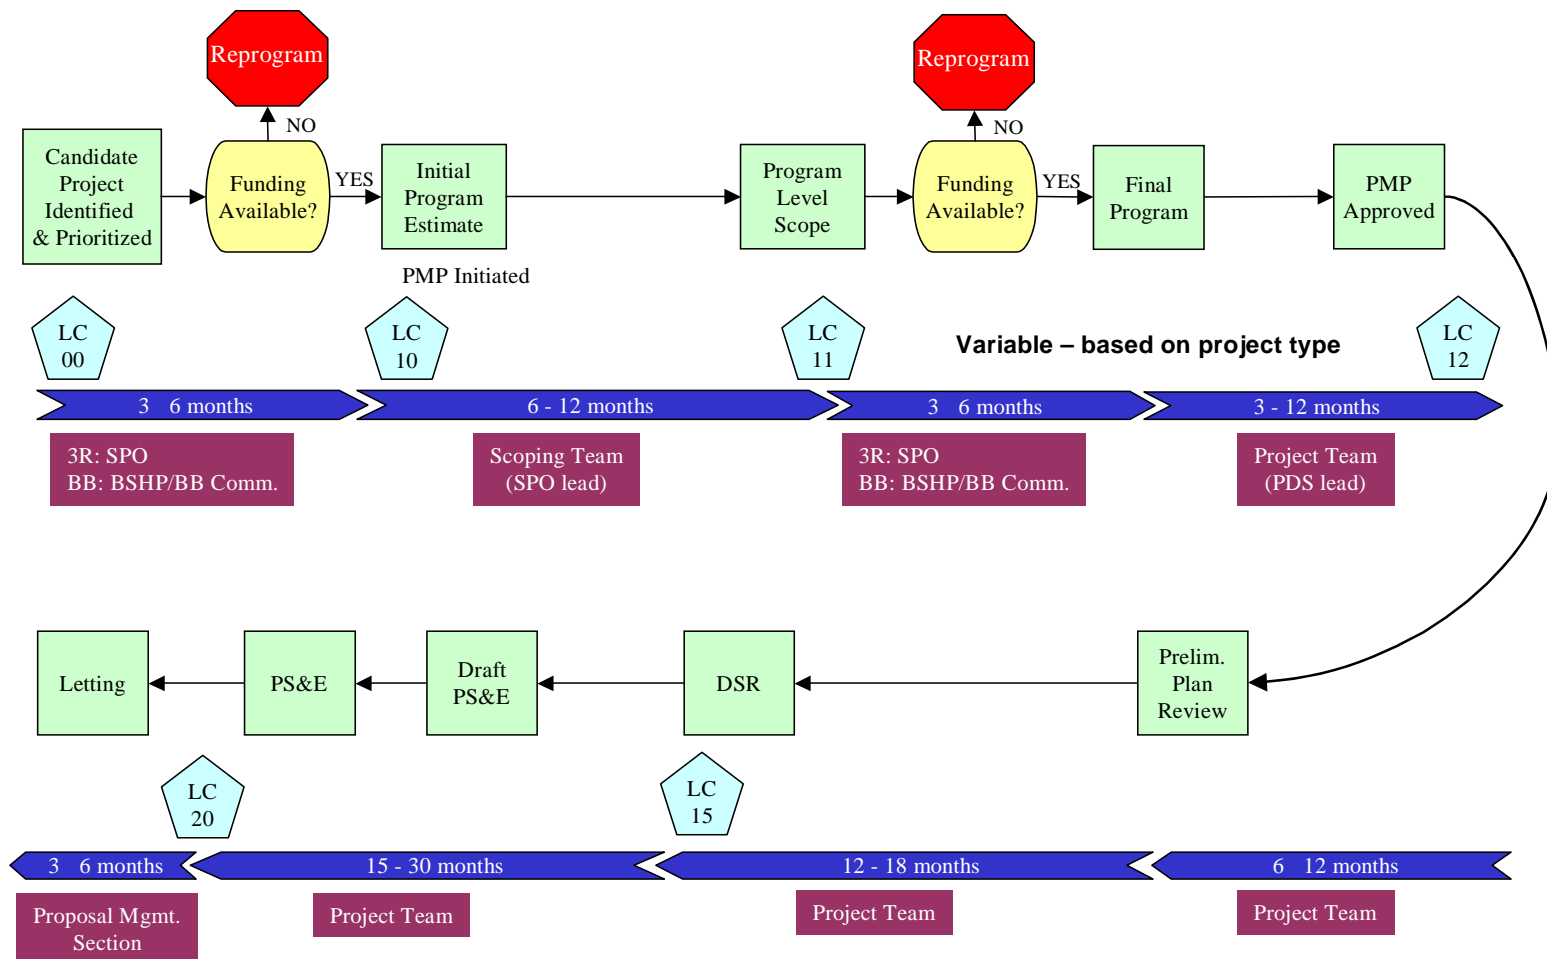 Reprogram
Reprogram
NO
NO
Candidate
Project
Identified
& Prioritized
Funding
Available?
YES
Initial
Program
Estimate
Program
Level
Scope
Funding
Available?
YES
Final
Program
PMP
Approved
PMP Initiated
LC
00
LC
10
LC
11
Variable – based on project type
LC
12
3 6 months
6 - 12 months
3 6 months
3 - 12 months
3R: SPO
BB: BSHP/BB Comm.
Scoping Team
(SPO lead)
3R: SPO
BB: BSHP/BB Comm.
Project Team
(PDS lead)
Letting
PS&E
Draft
PS&E
DSR
Prelim.
Plan
Review
LC
20
LC
15
3 6 months
15 - 30 months
12 - 18 months
6 12 months
Proposal Mgmt.
Section
Project Team
Project Team
Project Team